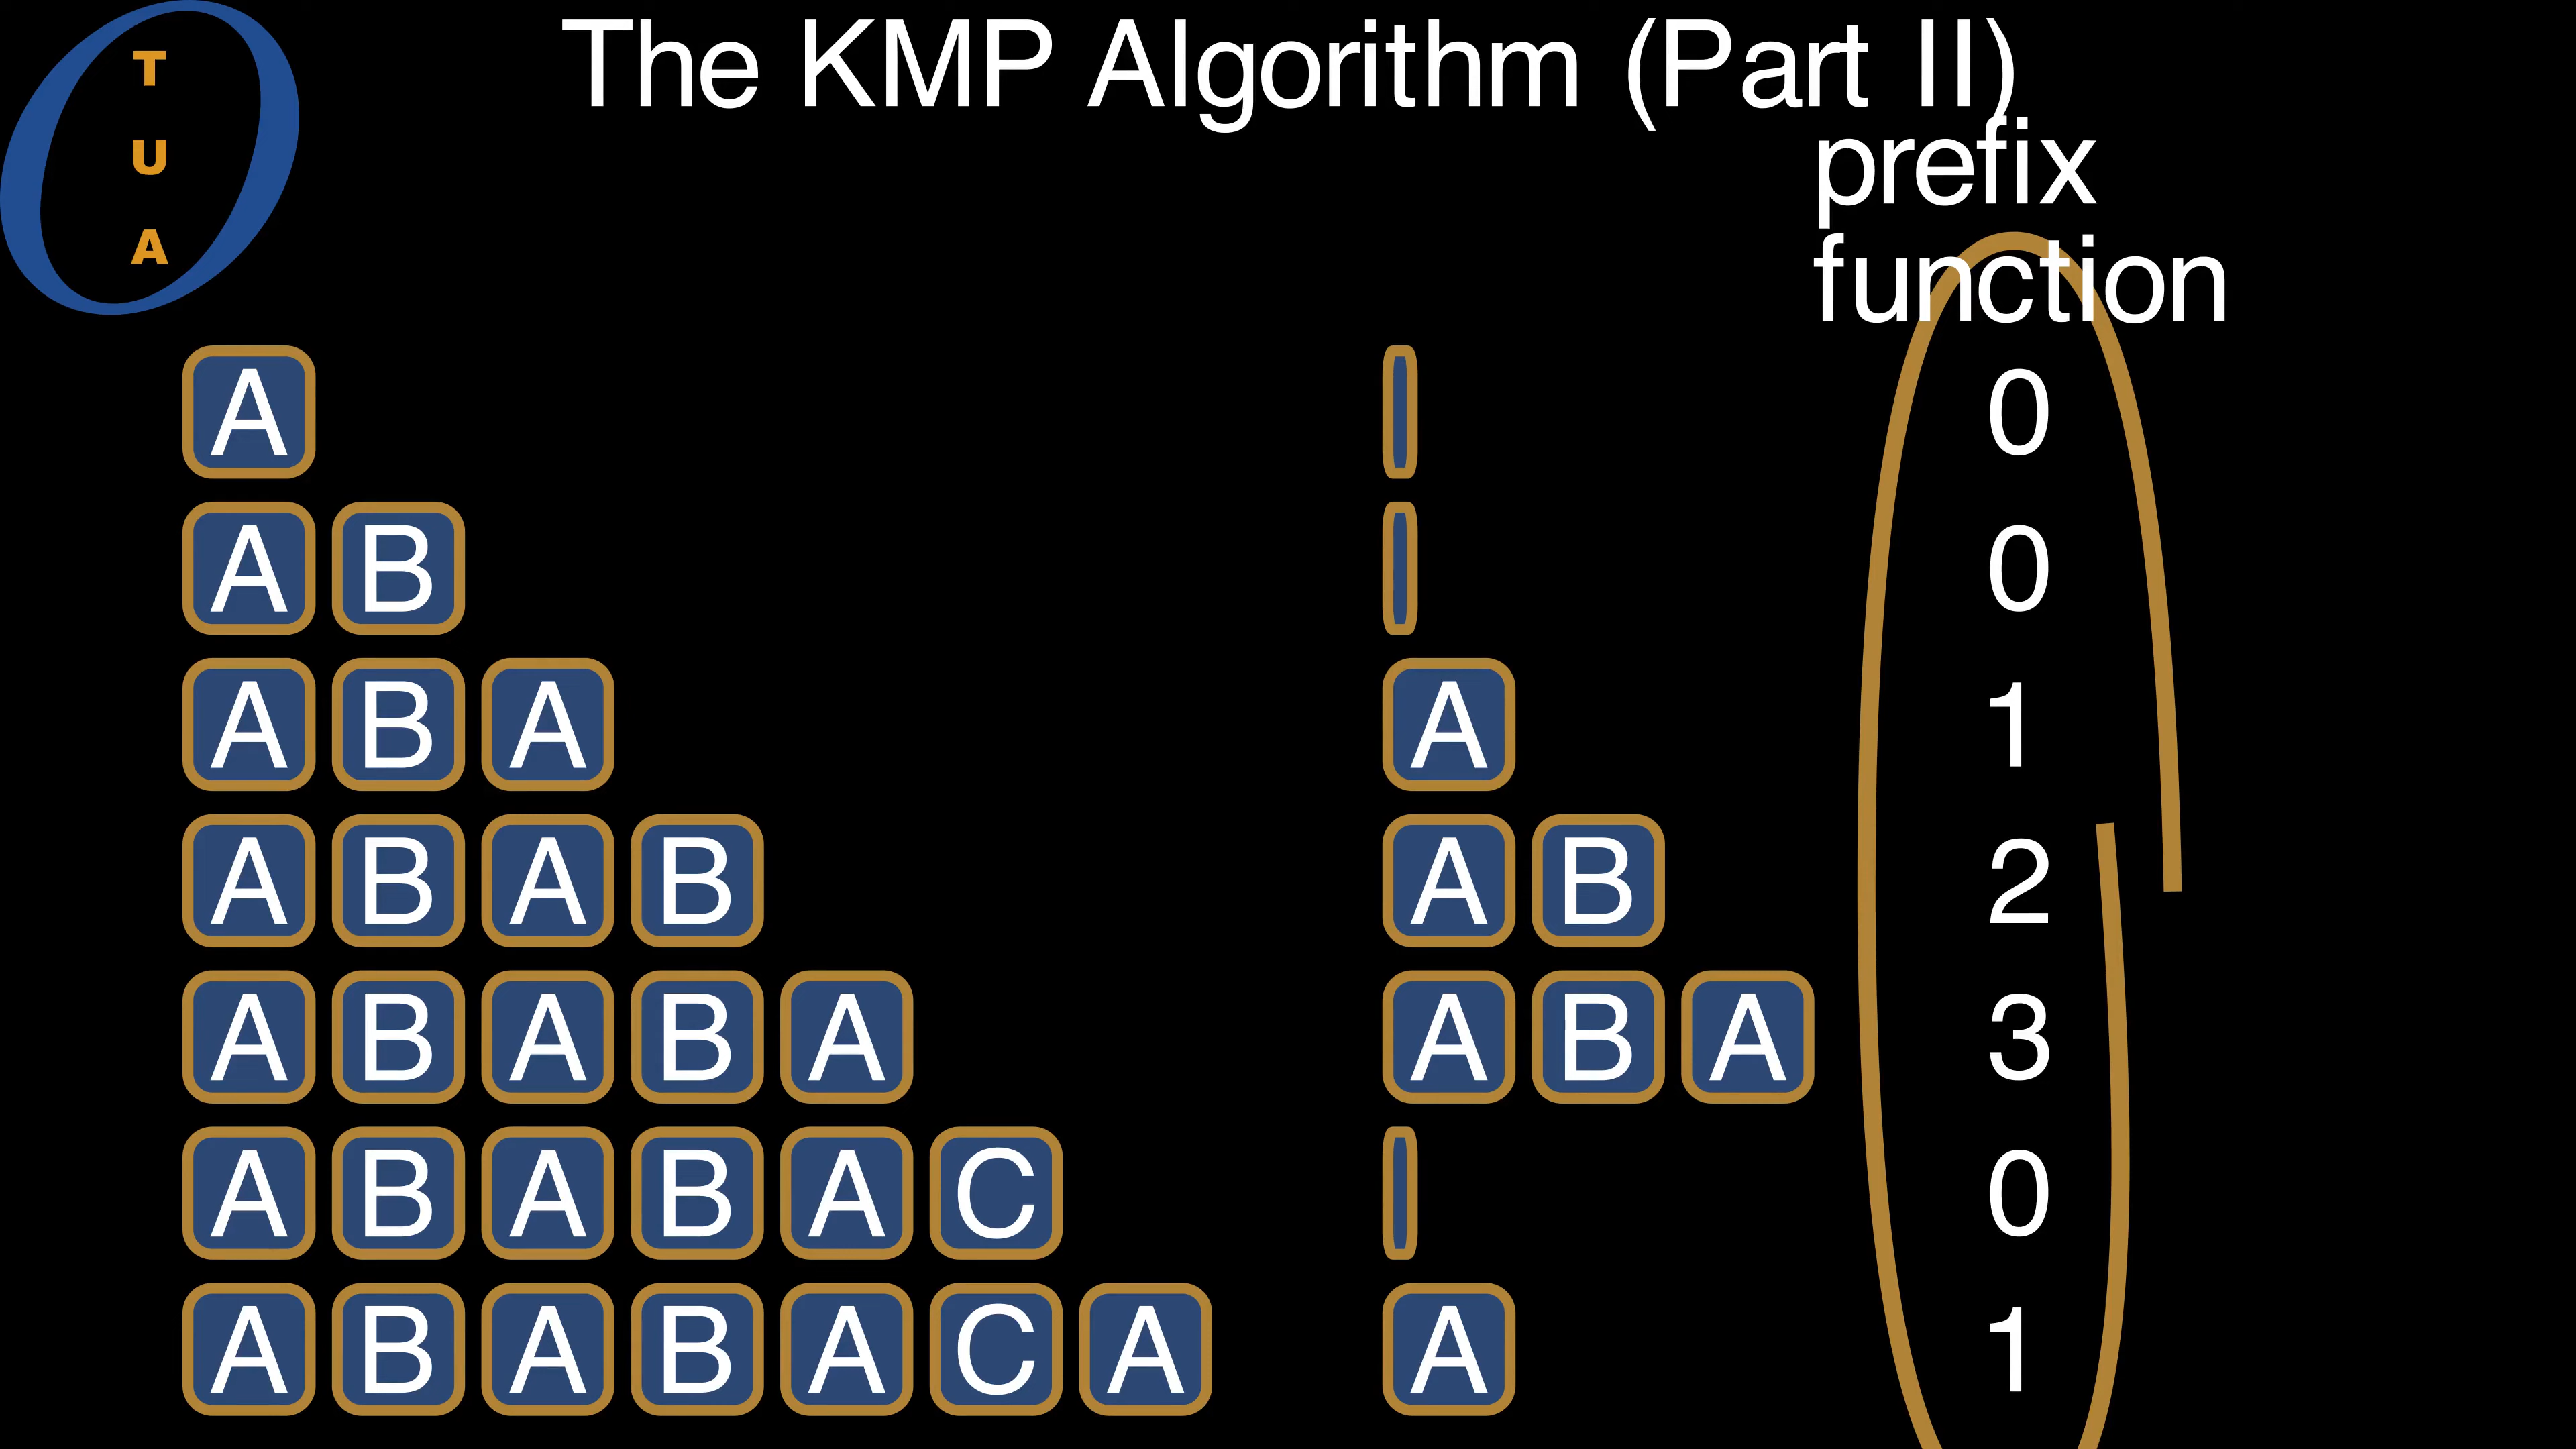 T
U
A
The KMP Algorithm (Part II)
prefix
function
A 0
A B 0
A B A A 1
A B A B A B 2
A B A B A A B A 3
A B A B A C 0
A B A B A C A A 1